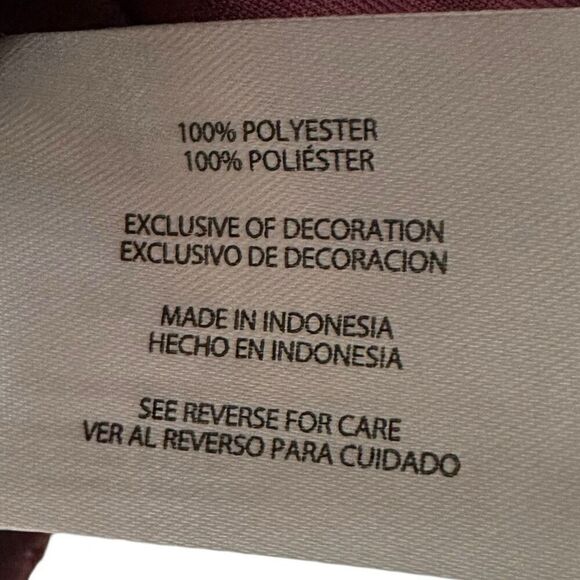 100% POLYESTER
100% POLIÉSTER
EXCLUSIVE OF DECORATION
EXCLUSIVO DE DECORACION
MADE IN INDONESIA
HECHO EN INDONESIA
SEE REVERSE FOR CARE
VER AL REVERSO PARA CUIDADO